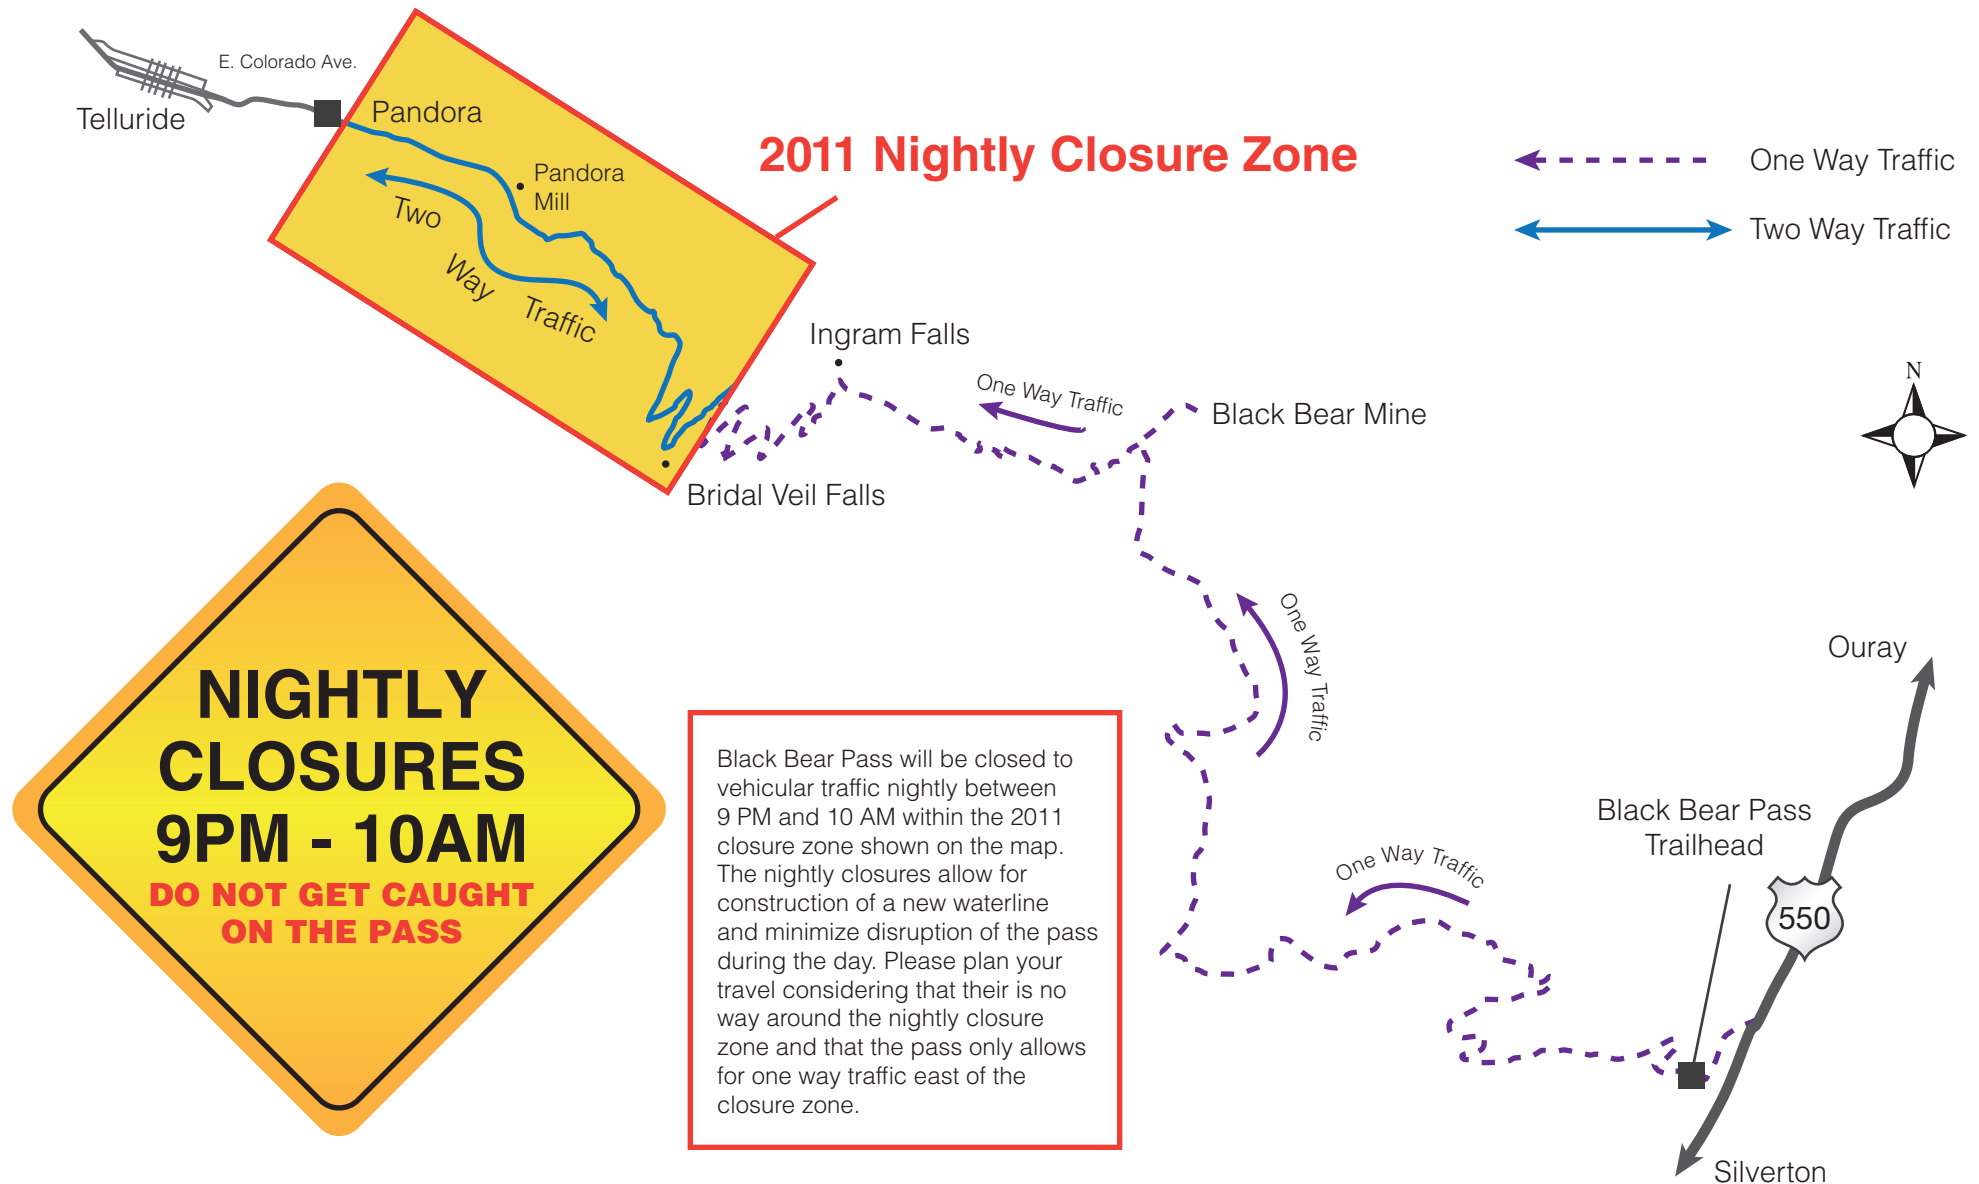 E. Colorado Ave.
Telluride
Pandora
Pandora
Mill
Two
Way
Traffic
2011 Nightly Closure Zone
One Way Traffic
Two Way Traffic
Ingram Falls
One Way Traffic
Black Bear Mine
N
Bridal Veil Falls
One Way Traffic
Ouray
NIGHTLY
CLOSURES
9PM - 10AM
DO NOT GET CAUGHT
ON THE PASS
Black Bear Pass will be closed to
vehicular traffic nightly between
9 PM and 10 AM within the 2011
closure zone shown on the map.
The nightly closures allow for
construction of a new waterline
and minimize disruption of the pass
during the day. Please plan your
travel considering that their is no
way around the nightly closure
zone and that the pass only allows
for one way traffic east of the
closure zone.
Black Bear Pass
Trailhead
One Way Traffic
550
Silverton